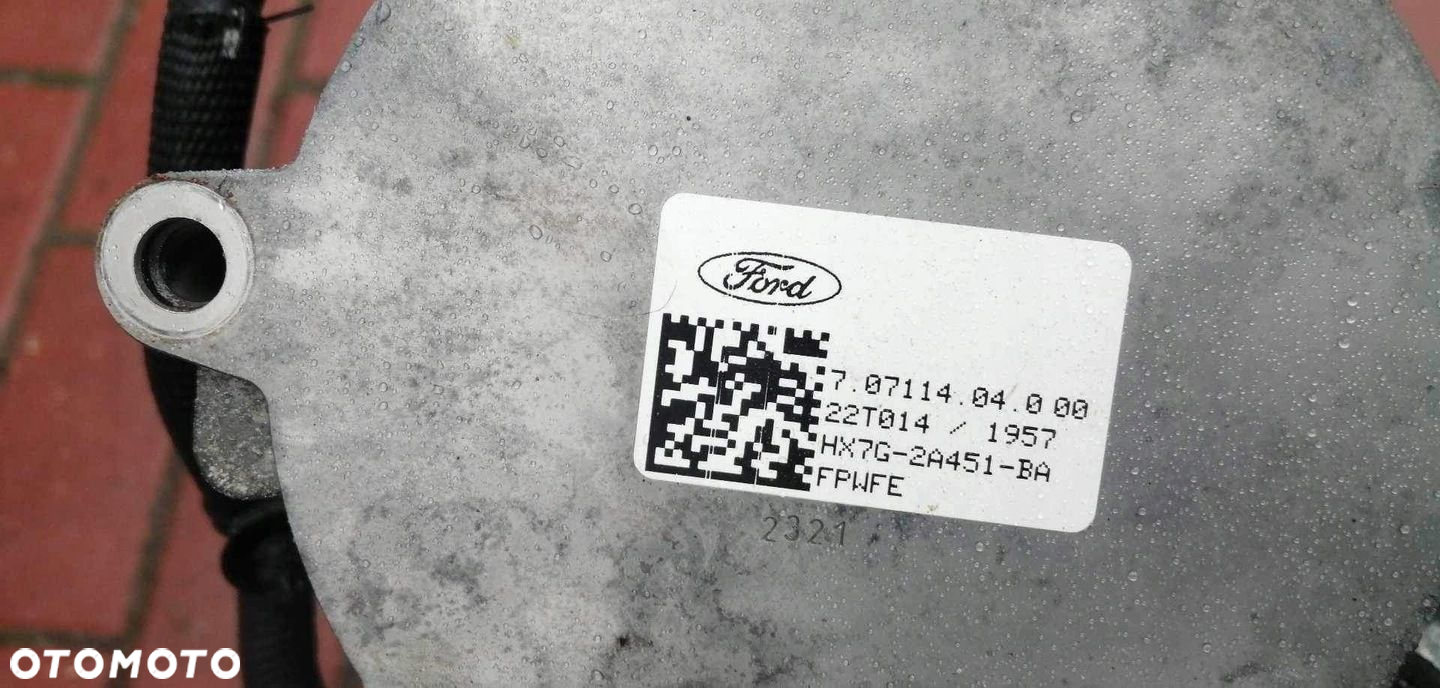 Ford
7.07114.04.0 00
22T014 / 1957
HX7G-2A451-BA
FPWFE
2321
OTOMOTO